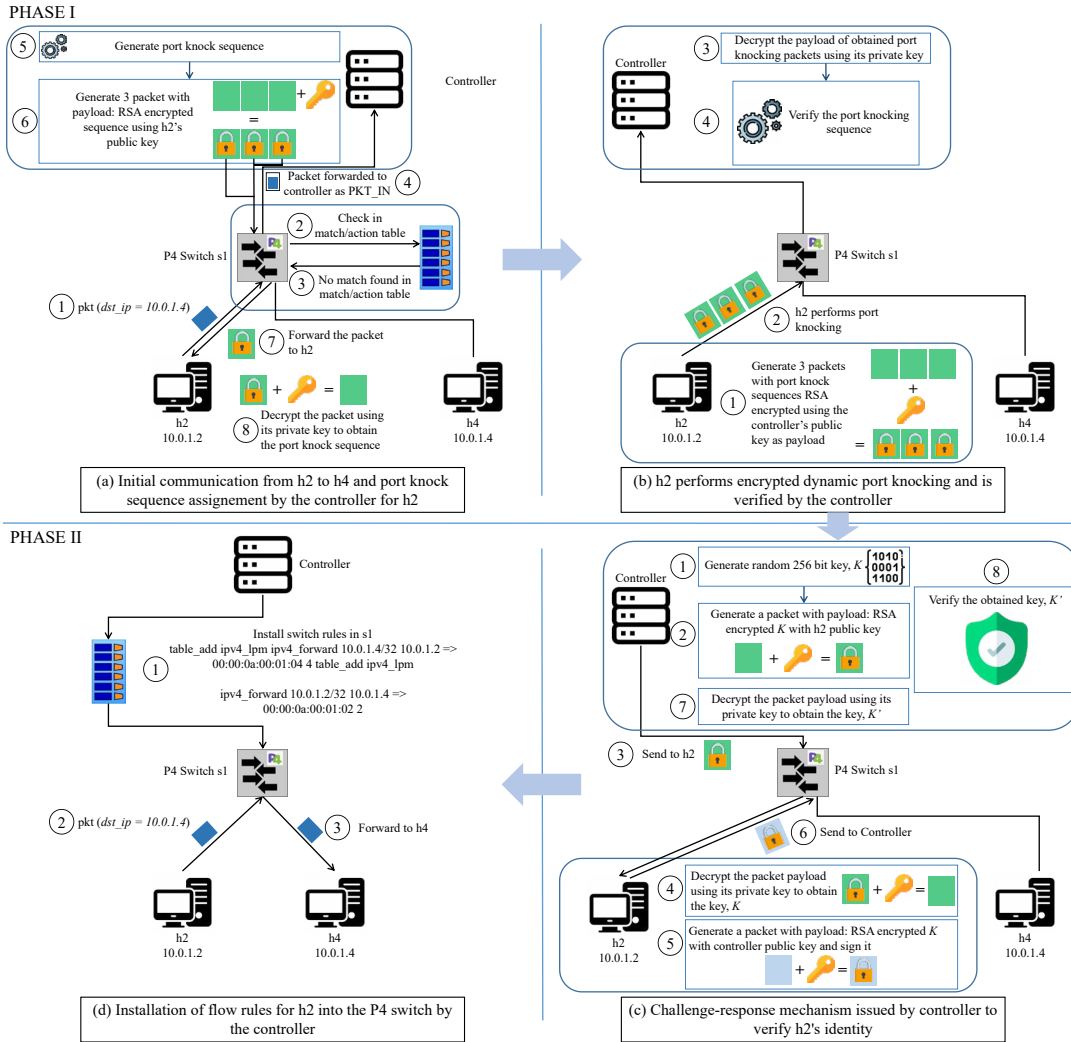 PHASE I
5
Generate port knock sequence
6
Generate 3 packet with
payload: RSA encrypted
sequence using h2's
public key
+
=
Controller
Packet forwarded to
controller as PKT_IN
4
P4
P4 Switch s1
2
Check in
match/action table
3
No match found in
match/action table
1
pkt (dst_ip = 10.0.1.4)
7
Forward the packet
to h2
+
=
8
Decrypt the packet using
its private key to obtain
the port knock sequence
h2
10.0.1.2
h4
10.0.1.4
(a) Initial communication from h2 to h4 and port knock
sequence assignement by the controller for h2
Controller
3
Decrypt the payload of obtained port
knocking packets using its private key
4
Verify the port knocking
sequence
P4
P4 Switch s1
2
h2 performs port
knocking
1
Generate 3 packets
with port knock
sequences RSA
encrypted using the
controller's public
key as payload
+
=
h2
10.0.1.2
h4
10.0.1.4
(b) h2 performs encrypted dynamic port knocking and is
verified by the controller
PHASE II
Controller
1
Install switch rules in s1
table_add ipv4_lpm ipv4_forward 10.0.1.4/32 10.0.1.2 =>
00:00:0a:00:01:04 4 table_add ipv4_lpm
ipv4_forward 10.0.1.2/32 10.0.1.4 =>
00:00:0a:00:01:02 2
P4
P4 Switch s1
2
pkt (dst_ip = 10.0.1.4)
3
Forward to h4
h2
10.0.1.2
h4
10.0.1.4
(d) Installation of flow rules for h2 into the P4 switch by
the controller
Controller
1
Generate random 256 bit key, K
1010
0001
1100
2
Generate a packet with payload: RSA
encrypted K with h2 public key
+
=
7
Decrypt the packet payload using its
private key to obtain the key, K'
8
Verify the obtained key, K'
3
Send to h2
P4
P4 Switch s1
6
Send to Controller
4
Decrypt the packet payload
using its private key to obtain
the key, K
+
=
5
Generate a packet with payload: RSA encrypted K
with controller public key and sign it
+
=
h2
10.0.1.2
h4
10.0.1.4
(c) Challenge-response mechanism issued by controller to
verify h2's identity